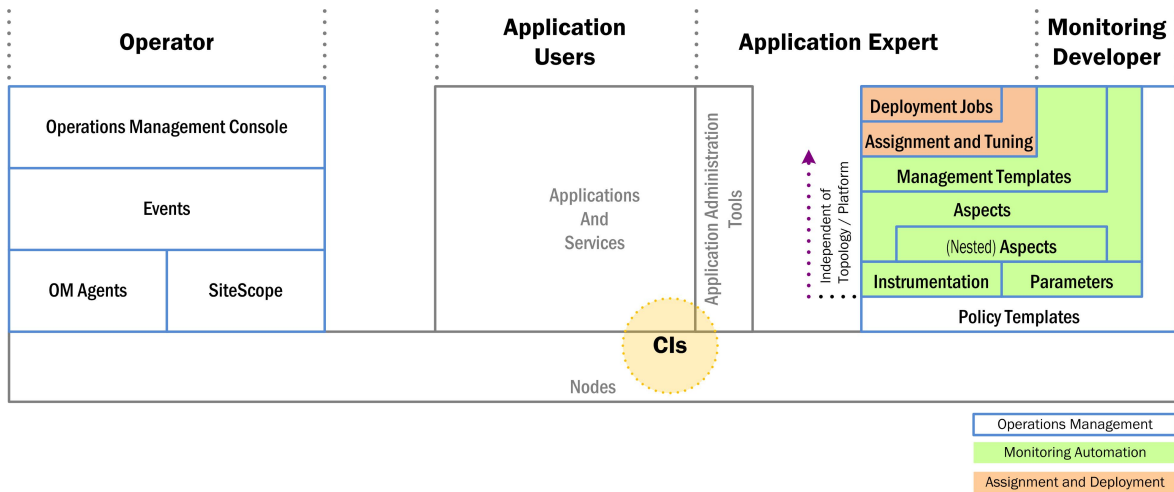 Operator
Application
Users
Application Expert
Monitoring
Developer
Operations Management Console
Events
OM Agents
SiteScope
Applications
And
Services
Application Administration
Tools
Independent of
Topology / Platform
Deployment Jobs
Assignment and Tuning
Management Templates
Aspects
(Nested) Aspects
Instrumentation
Parameters
Policy Templates
CIs
Nodes
Operations Management
Monitoring Automation
Assignment and Deployment